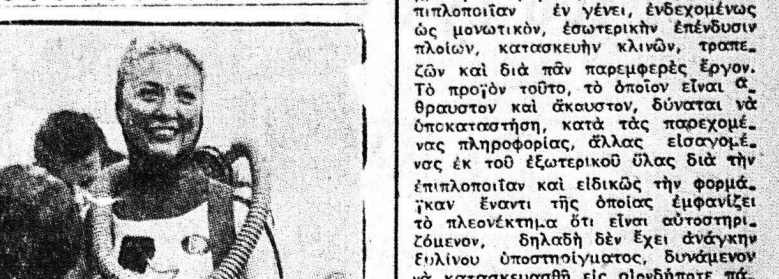 πιπλοποιΐαν ἐν γένει, ἐνδεχομένως
ὡς μονωτικὸν, ἐσωτερικὴν ἐπένδυσιν
πλοίων, κατασκευὴν κλινῶν, τραπε-
ζῶν καὶ διὰ πᾶν παρεμφερὲς ἔργον.
Τὸ προϊὸν τοῦτο, τὸ ὁποῖον εἶναι ἄ-
θραυστον καὶ ἄκαυστον, δύναται νὰ
ὑποκαταστήση, κατὰ τὰς παρεχομέ-
νας πληροφορίας, ἄλλας εἰσαγομέ-
νας ἐκ τοῦ ἐξωτερικοῦ ὕλας διὰ τὴν
ἐπιπλοποιΐαν καὶ εἰδικῶς τὴν φορμά-
ϊκαν ἔναντι τῆς ὁποίας ἐμφανίζει
τὸ πλεονέκτημα ὅτι εἶναι αὐτοστηρι-
ζόμενον, δηλαδὴ δὲν ἔχει ἀνάγκην
ξυλίνου ὑποστηρίγματος, δυνάμενον
νὰ κατασκευασθῆ εἰς οἱονδήποτε πά-